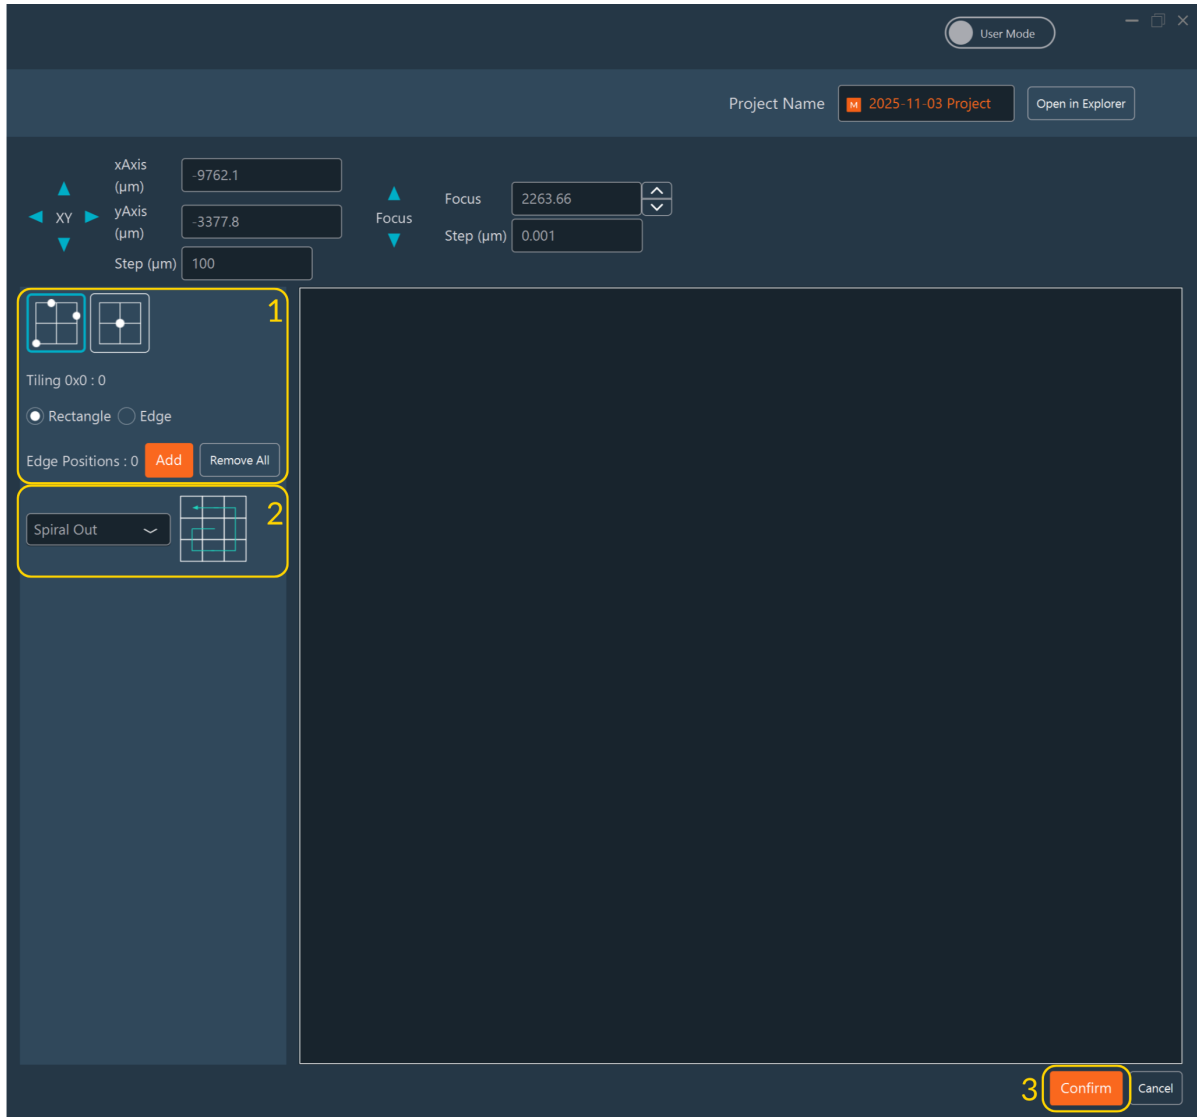 User Mode
Project Name M 2025-11-03 Project Open in Explorer
xAxis (μm) -9762.1
XY
yAxis (μm) -3377.8
Step (μm) 100
Focus
Focus 2263.66
Step (μm) 0.001
1
Tiling 0x0 : 0
Rectangle Edge
Edge Positions : 0 Add Remove All
2
Spiral Out
3 Confirm Cancel